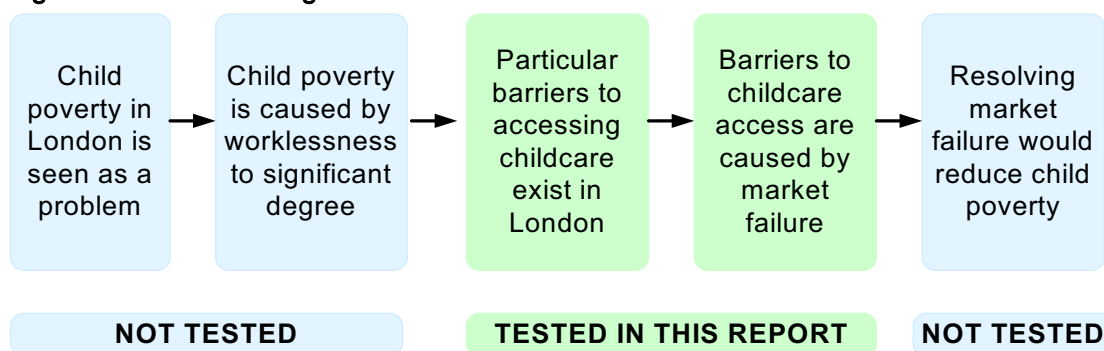 Child
poverty in
London is
seen as a
problem
Child poverty
is caused by
worklessness
to significant
degree
Particular
barriers to
accessing
childcare
exist in
London
Barriers to
childcare
access are
caused by
market
failure
Resolving
market
failure would
reduce child
poverty
NOT TESTED
TESTED IN THIS REPORT
NOT TESTED